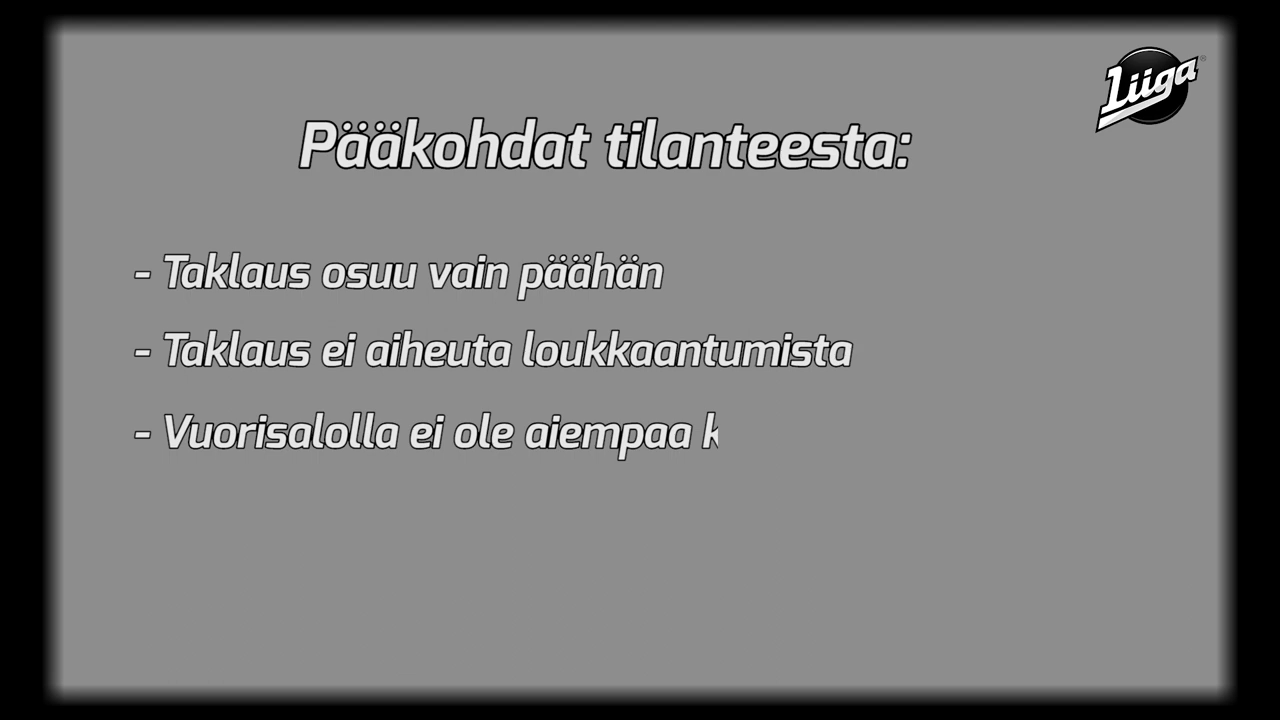 Liiga
Pääkohdat tilanteesta:
- Taklaus osuu vain päähän
- Taklaus ei aiheuta loukkaantumista
- Vuorisalolla ei ole aiempaa